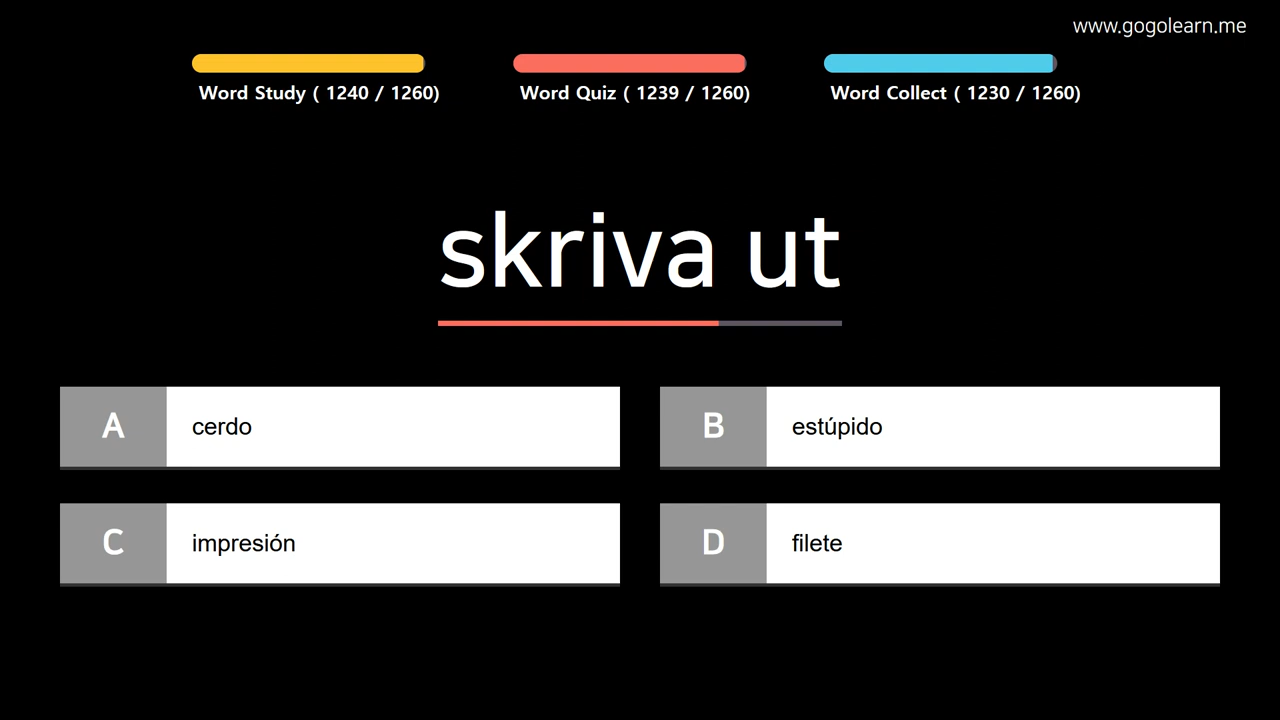 www.gogolearn.me
Word Study ( 1240 / 1260)
Word Quiz ( 1239 / 1260)
Word Collect ( 1230 / 1260)
skriva ut
A
cerdo
B
estúpido
C
impresión
D
filete